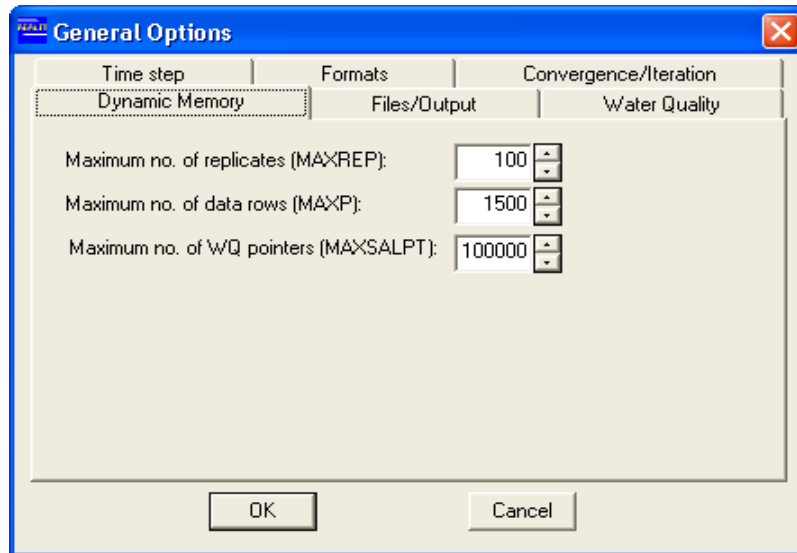 REALM General Options
Time step Formats Convergence/Iteration
Dynamic Memory Files/Output Water Quality
Maximum no. of replicates (MAXREP): 100
Maximum no. of data rows (MAXP): 1500
Maximum no. of WQ pointers (MAXSALPT): 100000
OK Cancel